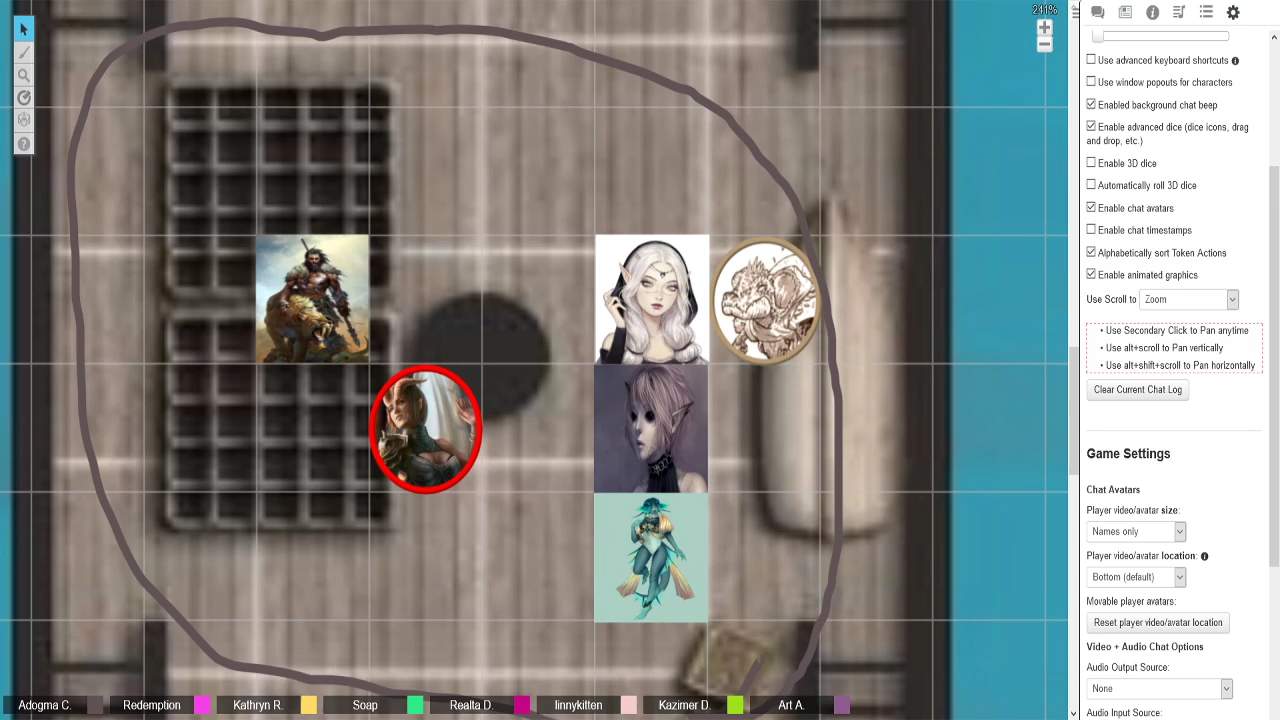 241%
Use advanced keyboard shortcuts
Use window popouts for characters
Enabled background chat beep
Enable advanced dice (dice icons, drag
and drop, etc.)
Enable 3D dice
Automatically roll 3D dice
Enable chat avatars
Enable chat timestamps
Alphabetically sort Token Actions
Enable animated graphics
Use Scroll to Zoom
• Use Secondary Click to Pan anytime
• Use alt+scroll to Pan vertically
• Use alt+shift+scroll to Pan horizontally
Clear Current Chat Log
Game Settings
Chat Avatars
Player video/avatar size:
Names only
Player video/avatar location:
Bottom (default)
Movable player avatars:
Reset player video/avatar location
Video + Audio Chat Options
Audio Output Source:
None
Audio Input Source:
Adogma C. Redemption Kathryn R. Soap Realta D. linnykitten Kazimer D. Art A.